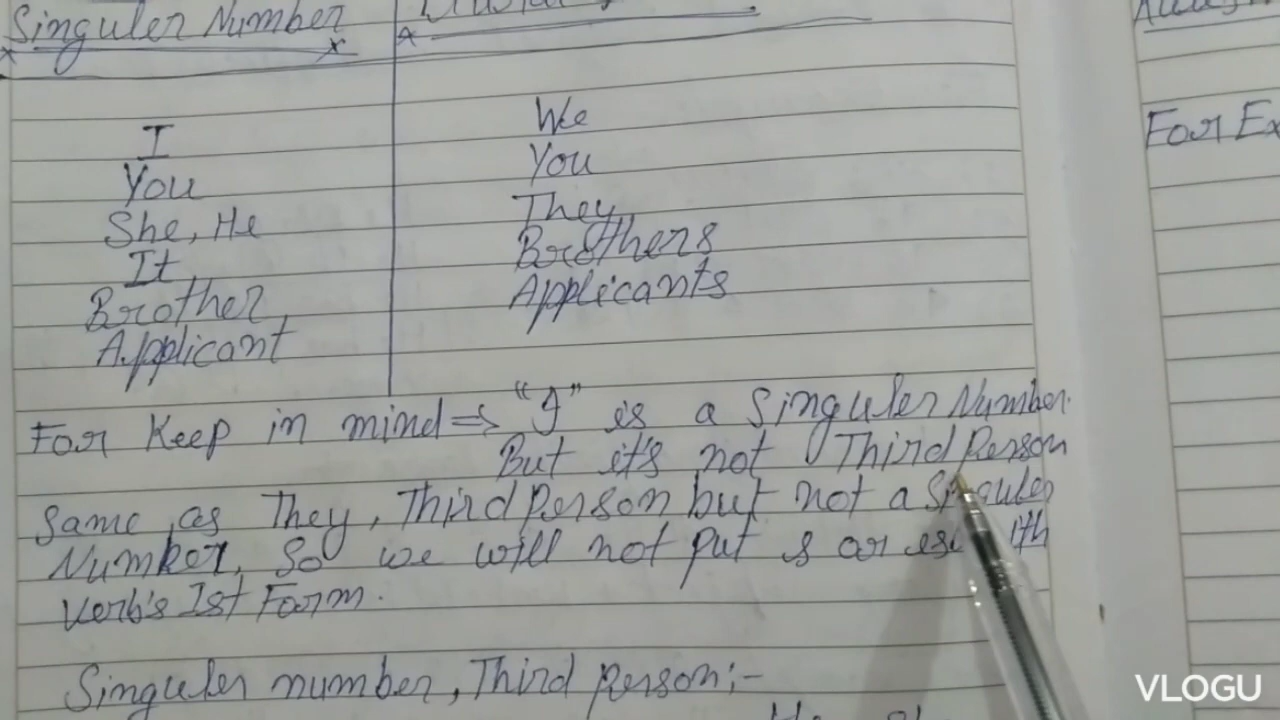 Singuler Number
I
You
She, He
It
Brother
Applicant
We
You
They
Brothers
Applicants
For Keep in mind ⇒ "I" is a Singuler Number.
But it's not Third Person
Same as They, Third Person but not a Singuler
Number, So we will not put s or es
Verb's Ist Form.
Singuler number, Third person:-
For Ex
VLOGU